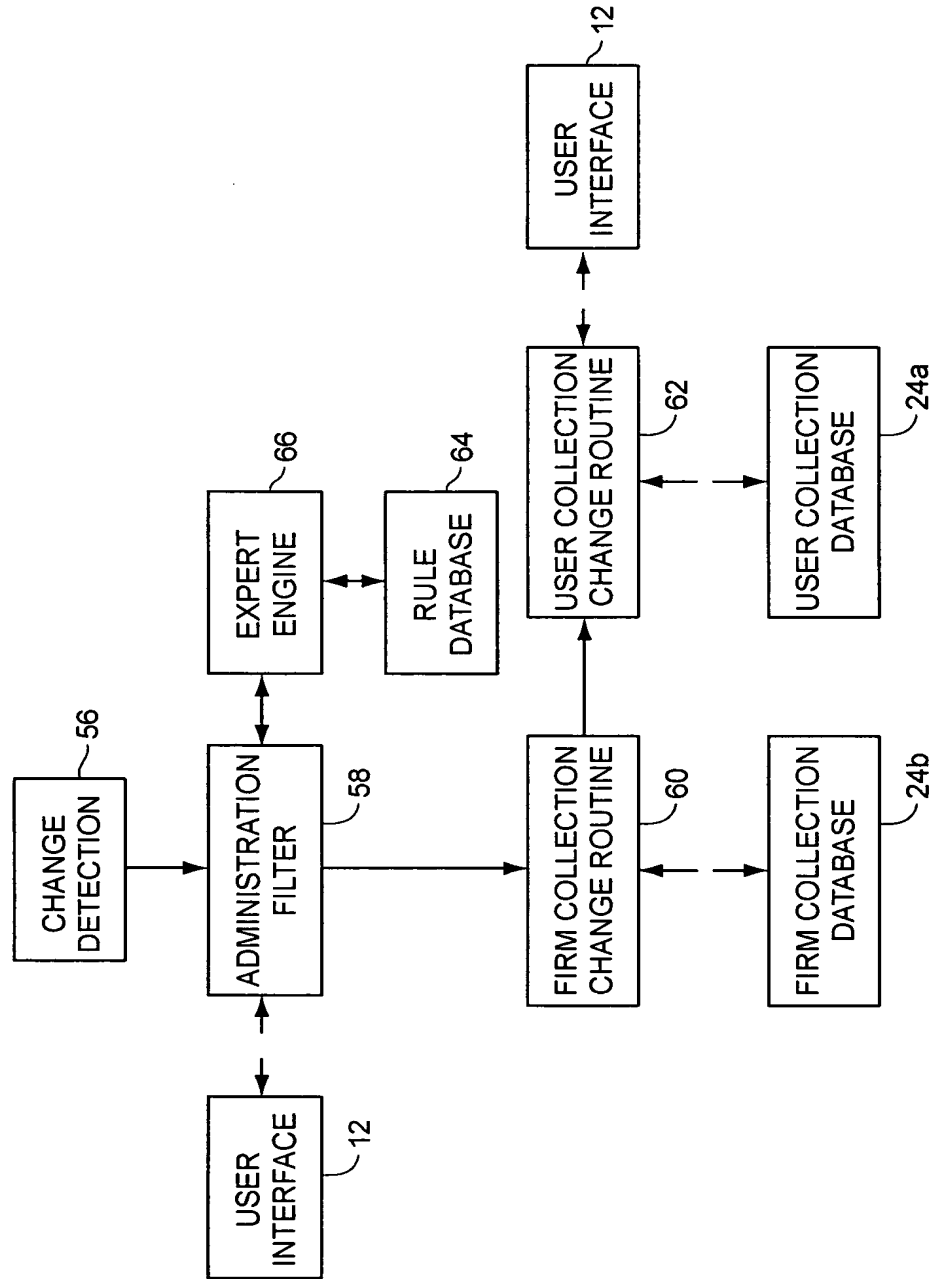 CHANGE
DETECTION
56
USER
INTERFACE
12
ADMINISTRATION
FILTER
58
EXPERT
ENGINE
66
RULE
DATABASE
64
FIRM COLLECTION
CHANGE ROUTINE
60
USER COLLECTION
CHANGE ROUTINE
62
USER
INTERFACE
12
FIRM COLLECTION
DATABASE
24b
USER COLLECTION
DATABASE
24a